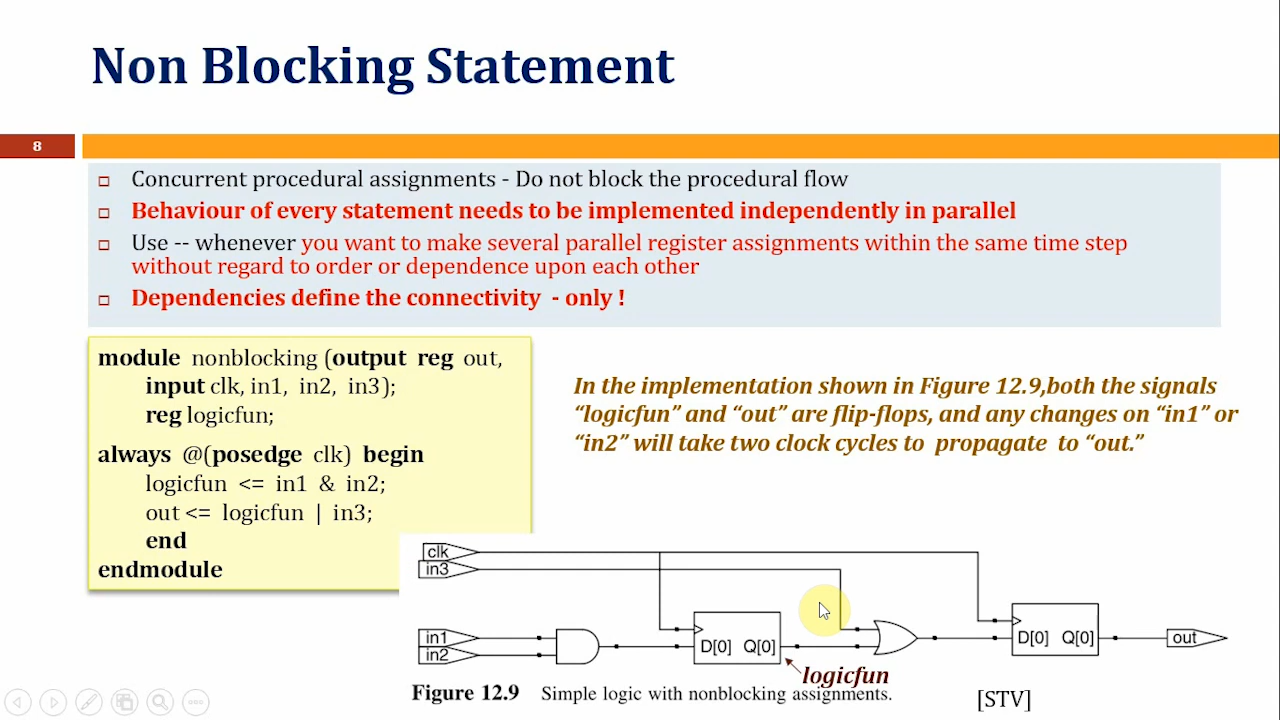 Non Blocking Statement
8
Concurrent procedural assignments - Do not block the procedural flow
Behaviour of every statement needs to be implemented independently in parallel
Use -- whenever you want to make several parallel register assignments within the same time step
without regard to order or dependence upon each other
Dependencies define the connectivity - only !
module nonblocking (output reg out,
input clk, in1, in2, in3);
reg logicfun;
always @(posedge clk) begin
logicfun <= in1 & in2;
out <= logicfun | in3;
end
endmodule
In the implementation shown in Figure 12.9,both the signals
“logicfun” and “out” are flip-flops, and any changes on “in1” or
“in2” will take two clock cycles to propagate to “out.”
clk
in3
in1
in2
D[0] Q[0]
D[0] Q[0]
out
logicfun
Figure 12.9 Simple logic with nonblocking assignments.
[STV]